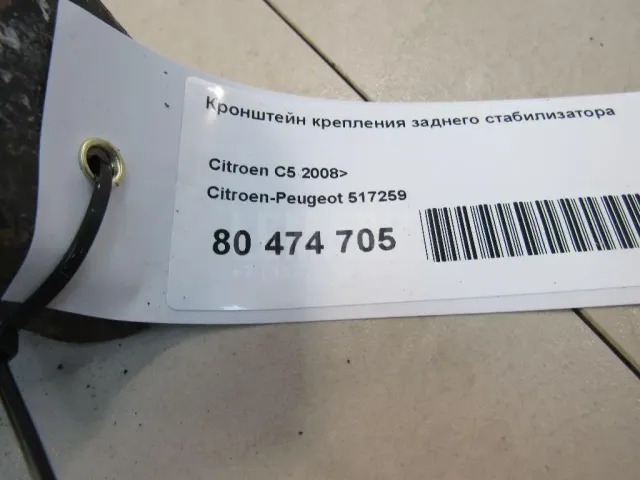 Кронштейн крепления заднего стабилизатора
Citroen C5 2008>
Citroen-Peugeot 517259
80 474 705